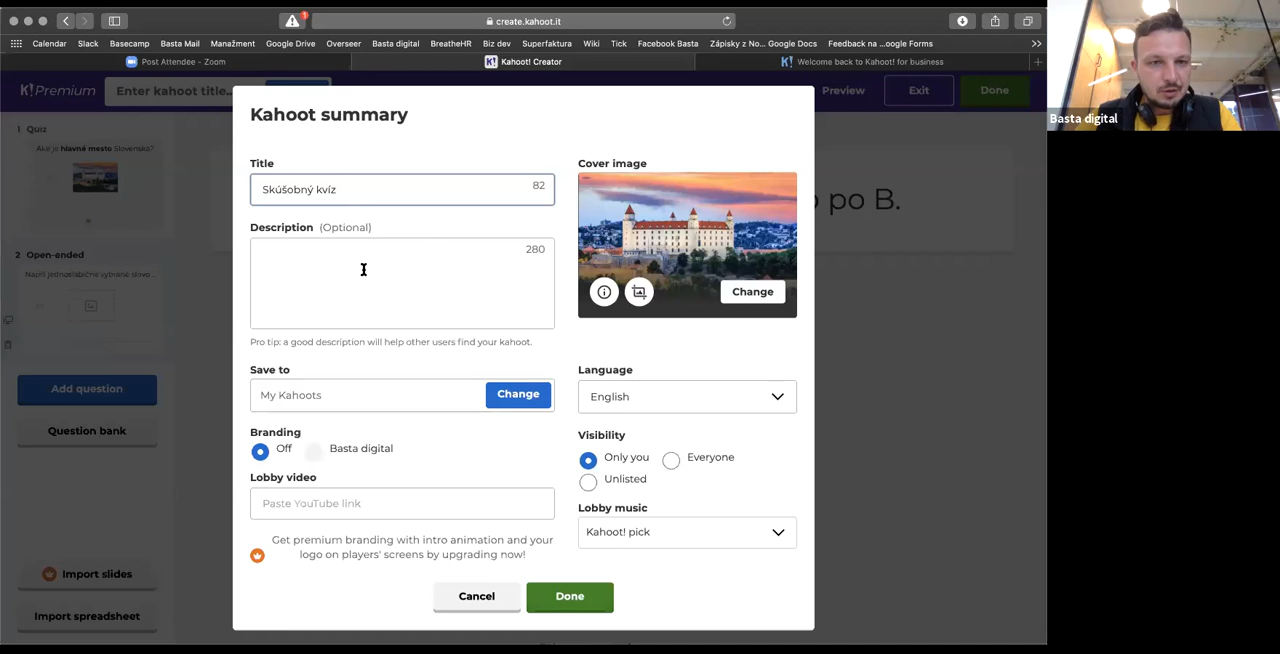 create.kahoot.it
1
Calendar Slack Basecamp Basta Mail Manažment Google Drive Overseer Basta digital BreatheHR Biz dev Superfaktura Wiki Tick Facebook Basta Zápisky z No... Google Docs Feedback na ...oogle Forms
Post Attendee - Zoom K! Kahoot! Creator K! Welcome back to Kahoot! for business
K!Premium Enter kahoot title... Preview Exit Done
Basta digital
Kahoot summary
1 Quiz
Aké je hlavné mesto Slovenska?
Title
Cover image
Skúšobný kvíz 82
po B.
Description (Optional)
280
2 Open-ended
Napíš jednoslabičné vybrané slovo ...
Change
Pro tip: a good description will help other users find your kahoot.
Save to
Language
Add question
My Kahoots Change
English
Question bank
Branding
Visibility
Off Basta digital
Only you Everyone
Lobby video
Unlisted
Paste YouTube link
Lobby music
Kahoot! pick
Get premium branding with intro animation and your
logo on players' screens by upgrading now!
Import slides
Cancel Done
Import spreadsheet